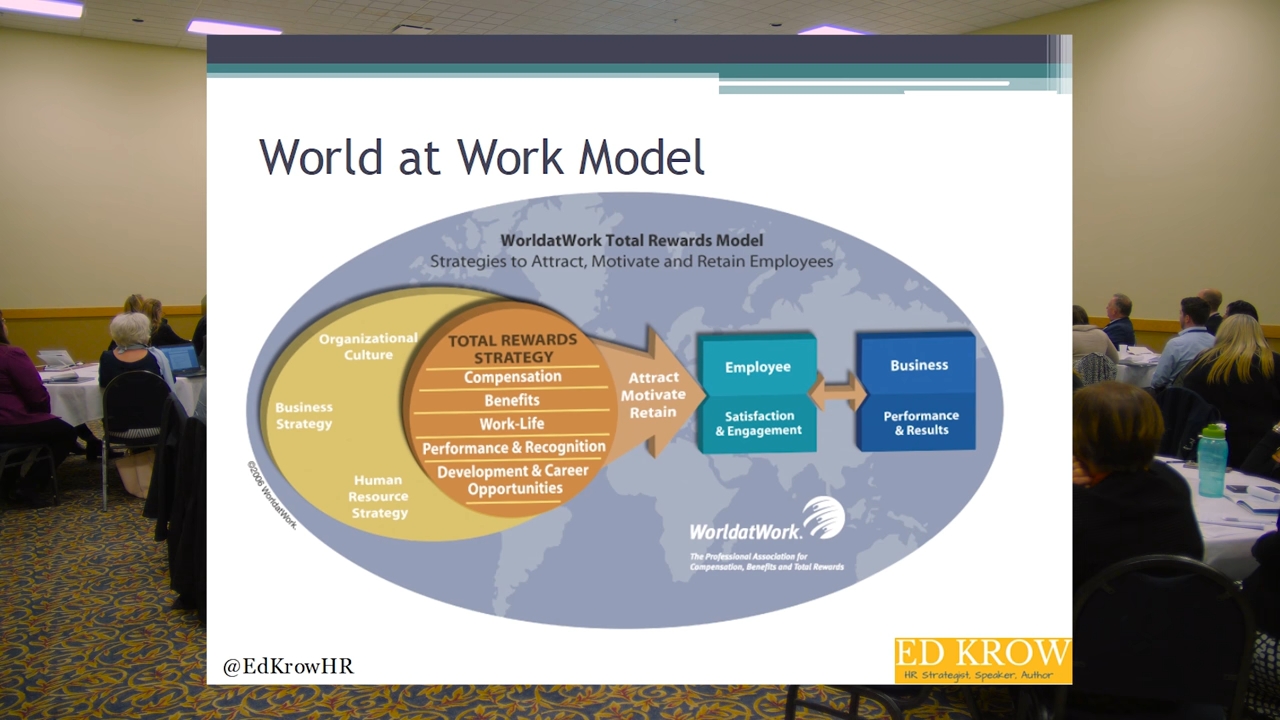 World at Work Model
WorldatWork Total Rewards Model
Strategies to Attract, Motivate and Retain Employees
Organizational
Culture
Business
Strategy
Human
Resource
Strategy
TOTAL REWARDS
STRATEGY
Compensation
Benefits
Work-Life
Performance & Recognition
Development & Career
Opportunities
Attract
Motivate
Retain
Employee
Satisfaction
& Engagement
Business
Performance
& Results
©2006 WorldatWork.
WorldatWork.
The Professional Association for
Compensation, Benefits and Total Rewards
@EdKrowHR
ED KROW
HR Strategist, Speaker, Author